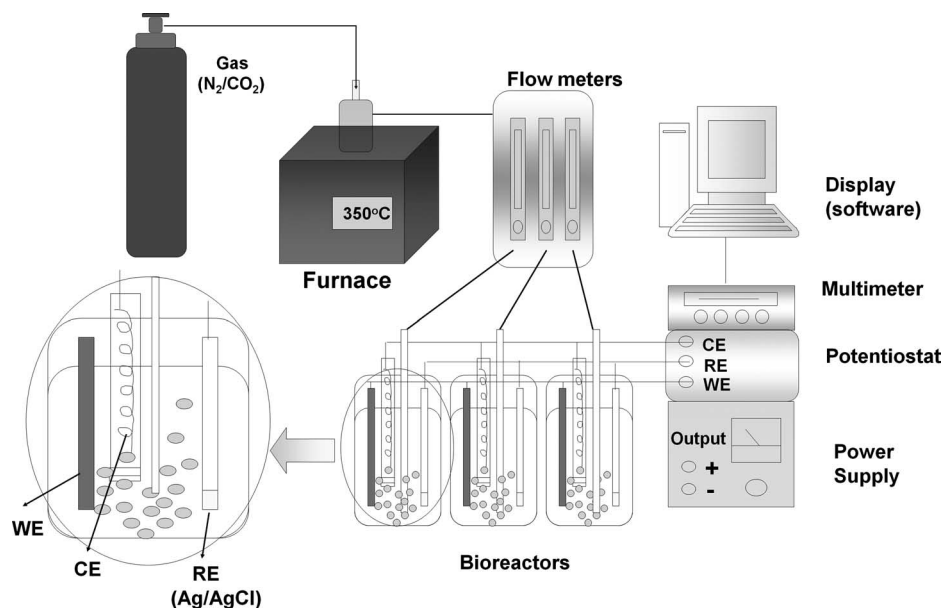 Gas
(N₂/CO₂)
Flow meters
350°C
Furnace
Display
(software)
Multimeter
CE
RE
WE
Potentiostat
Output
+
-
Power
Supply
WE
CE
RE
(Ag/AgCl)
Bioreactors